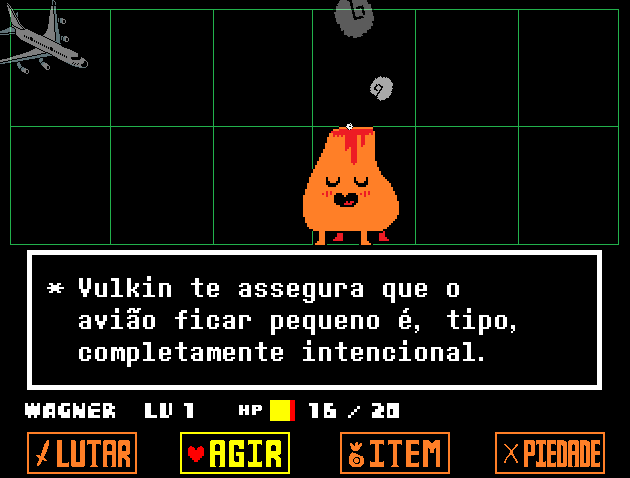 * Vulkin te assegura que o
avião ficar pequeno é, tipo,
completamente intencional.
WAGNER LV 1 HP 16 / 20
LUTAR AGIR ITEM PIEDADE